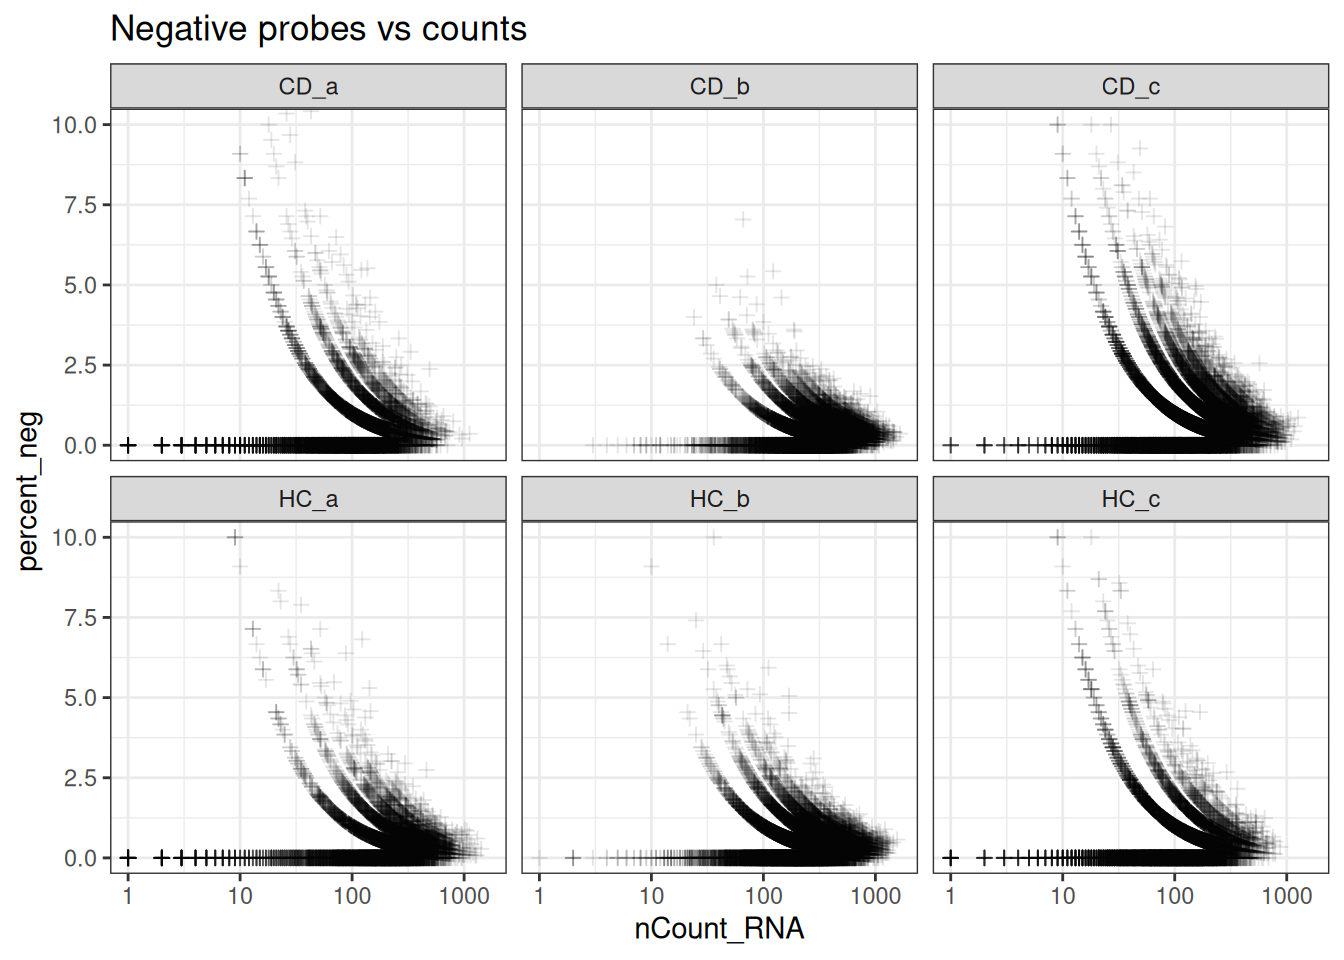 Negative probes vs counts
CD_a CD_b CD_c
10.0
7.5
5.0
2.5
0.0
HC_a HC_b HC_c
10.0
7.5
5.0
2.5
0.0
percent_neg
1 10 100 1000 1 10 100 1000 1 10 100 1000
nCount_RNA